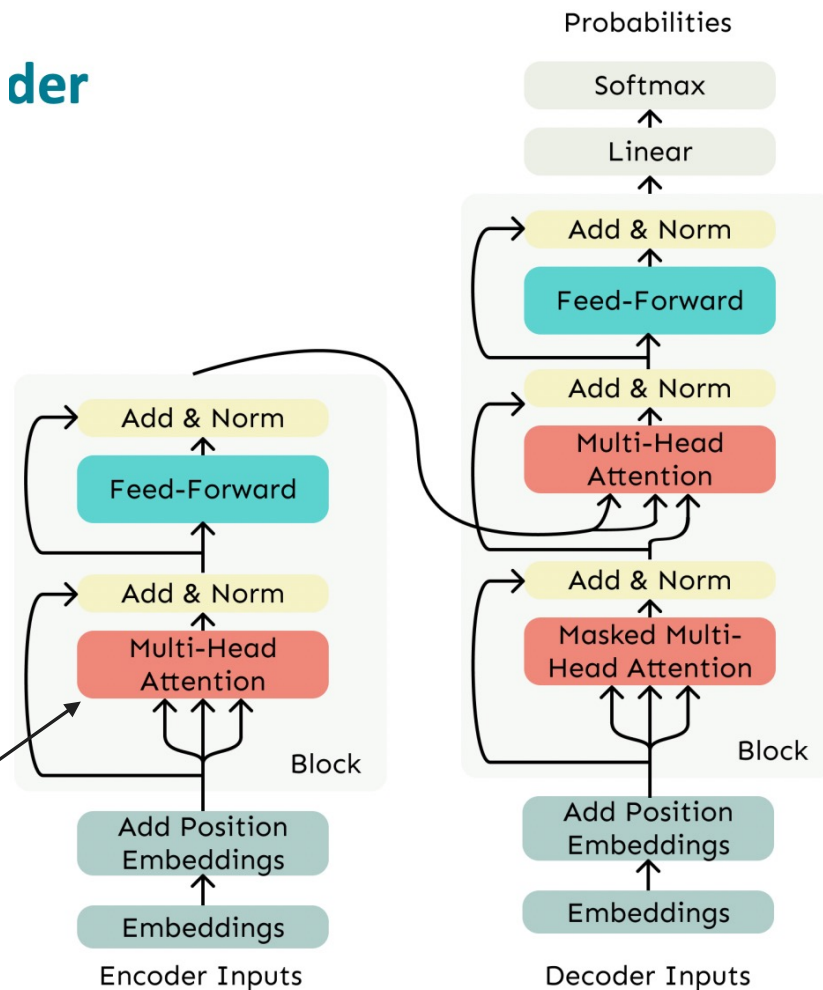 der
Probabilities
Softmax
Linear
Add & Norm
Feed-Forward
Add & Norm
Multi-Head
Attention
Add & Norm
Masked Multi-
Head Attention
Block
Add Position
Embeddings
Embeddings
Decoder Inputs
Add & Norm
Feed-Forward
Add & Norm
Multi-Head
Attention
Block
Add Position
Embeddings
Embeddings
Encoder Inputs